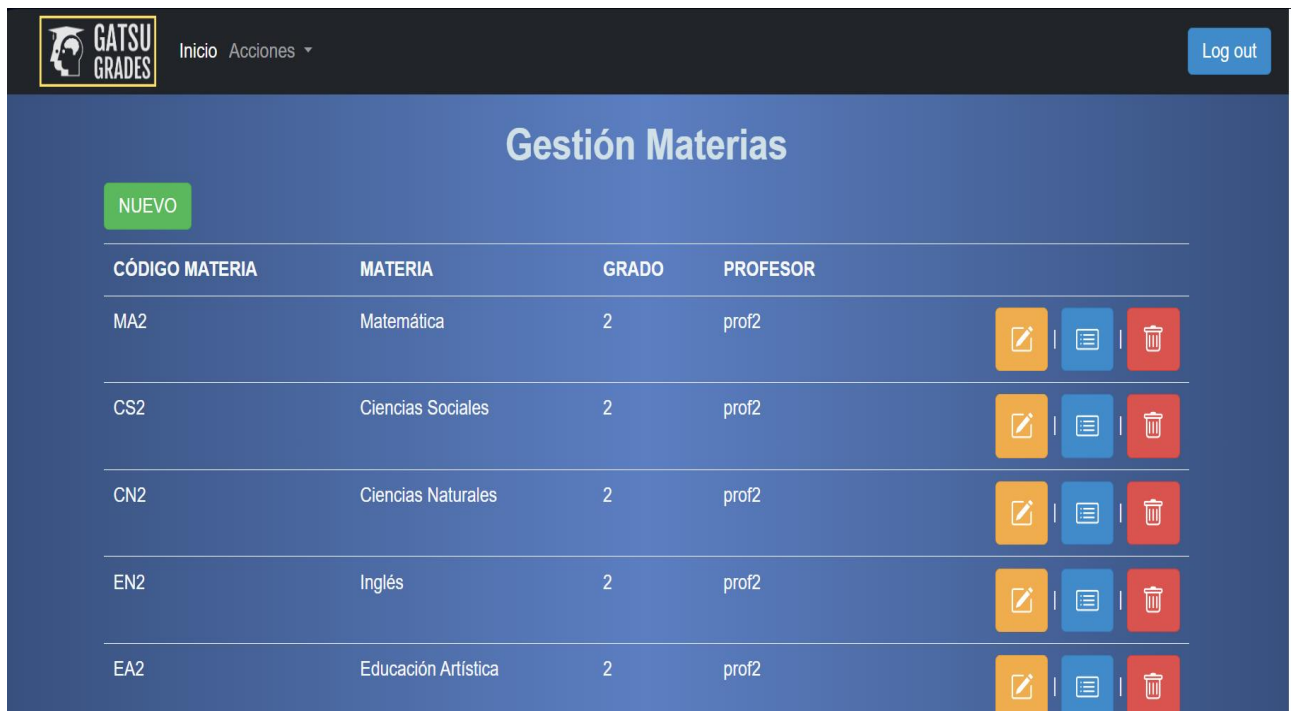 GATSU
GRADES
Inicio Acciones
Log out
Gestión Materias
NUEVO
CÓDIGO MATERIA MATERIA GRADO PROFESOR
MA2 Matemática 2 prof2 | |
CS2 Ciencias Sociales 2 prof2 | |
CN2 Ciencias Naturales 2 prof2 | |
EN2 Inglés 2 prof2 | |
EA2 Educación Artística 2 prof2 | |